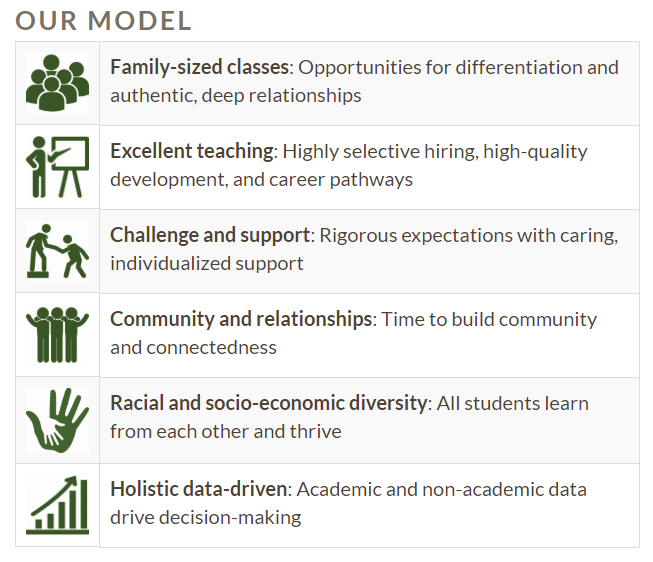 OUR MODEL
Family-sized classes: Opportunities for differentiation and
authentic, deep relationships
Excellent teaching: Highly selective hiring, high-quality
development, and career pathways
Challenge and support: Rigorous expectations with caring,
individualized support
Community and relationships: Time to build community
and connectedness
Racial and socio-economic diversity: All students learn
from each other and thrive
Holistic data-driven: Academic and non-academic data
drive decision-making